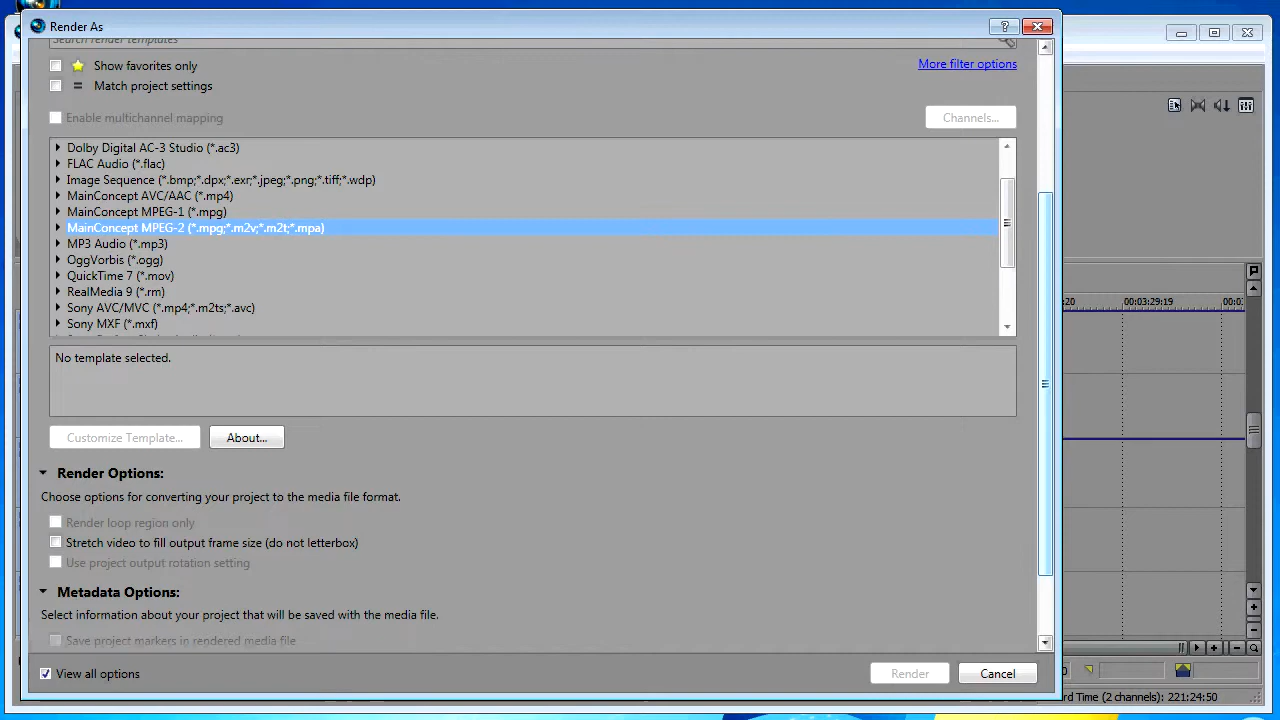 Render As
Search render templates
Show favorites only
More filter options
Match project settings
Enable multichannel mapping
Channels...
Dolby Digital AC-3 Studio (*.ac3)
FLAC Audio (*.flac)
Image Sequence (*.bmp;*.dpx;*.exr;*.jpeg;*.png;*.tiff;*.wdp)
MainConcept AVC/AAC (*.mp4)
MainConcept MPEG-1 (*.mpg)
MainConcept MPEG-2 (*.mpg;*.m2v;*.m2t;*.mpa)
MP3 Audio (*.mp3)
OggVorbis (*.ogg)
QuickTime 7 (*.mov)
RealMedia 9 (*.rm)
Sony AVC/MVC (*.mp4;*.m2ts;*.avc)
Sony MXF (*.mxf)
:20 00:03:29:19
No template selected.
Customize Template... About...
Render Options:
Choose options for converting your project to the media file format.
Render loop region only
Stretch video to fill output frame size (do not letterbox)
Use project output rotation setting
Metadata Options:
Select information about your project that will be saved with the media file.
Save project markers in rendered media file
View all options
Render Cancel
Time (2 channels): 221:24:50